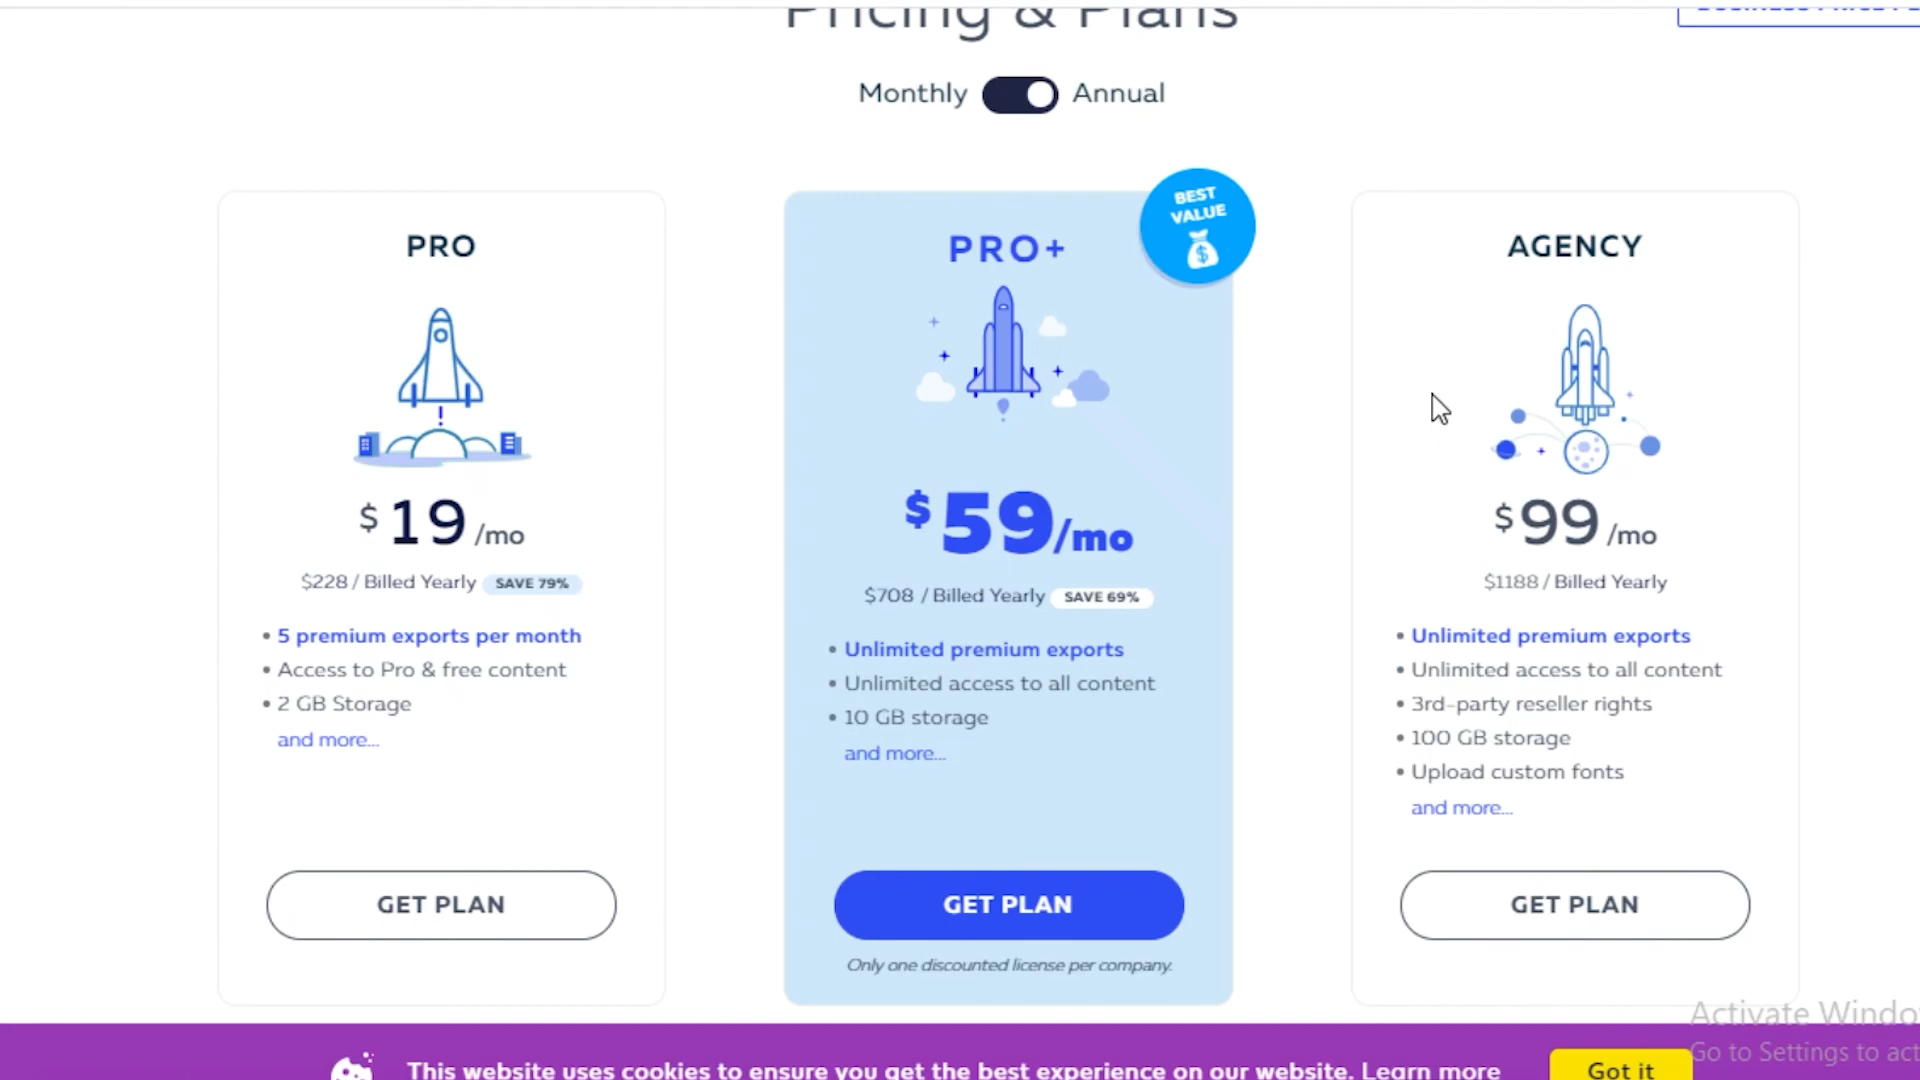 Pricing & Plans
Monthly Annual
PRO
$ 19 /mo
$228 / Billed Yearly SAVE 79%
• 5 premium exports per month
• Access to Pro & free content
• 2 GB Storage
and more...
GET PLAN
BEST
VALUE
$
PRO+
$ 59/mo
$708 / Billed Yearly SAVE 69%
• Unlimited premium exports
• Unlimited access to all content
• 10 GB storage
and more...
GET PLAN
Only one discounted license per company.
AGENCY
$ 99 /mo
$1188 / Billed Yearly
• Unlimited premium exports
• Unlimited access to all content
• 3rd-party reseller rights
• 100 GB storage
• Upload custom fonts
and more...
GET PLAN
Activate Windo
Go to Settings to act
This website uses cookies to ensure you get the best experience on our website. Learn more
Got it